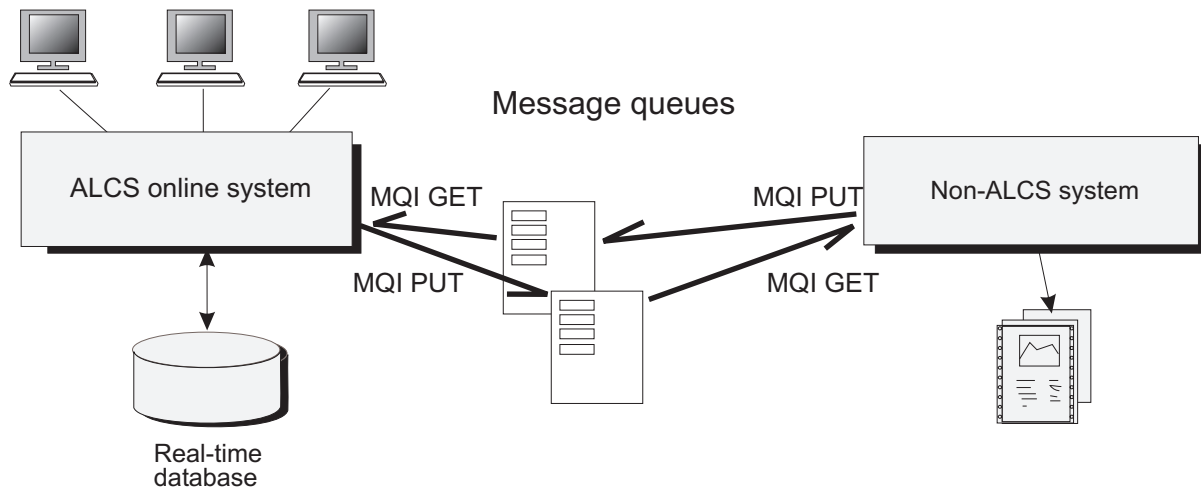 Message queues
ALCS online system
MQI GET
MQI PUT
Non-ALCS system
MQI PUT
MQI GET
Real-time
database